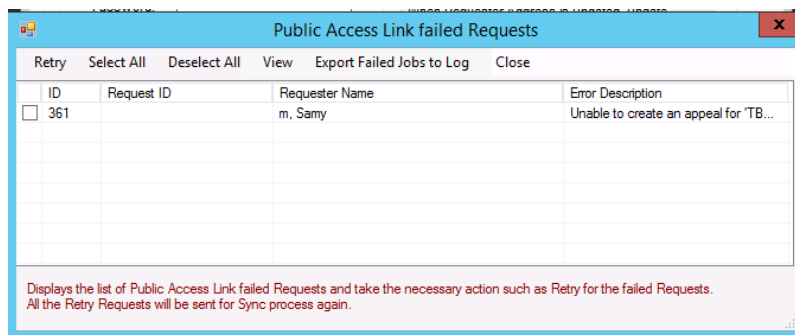 Public Access Link failed Requests
x
Retry Select All Deselect All View Export Failed Jobs to Log Close
ID Request ID Requester Name Error Description
361 m, Samy Unable to create an appeal for 'TB...
Displays the list of Public Access Link failed Requests and take the necessary action such as Retry for the failed Requests.
All the Retry Requests will be sent for Sync process again.